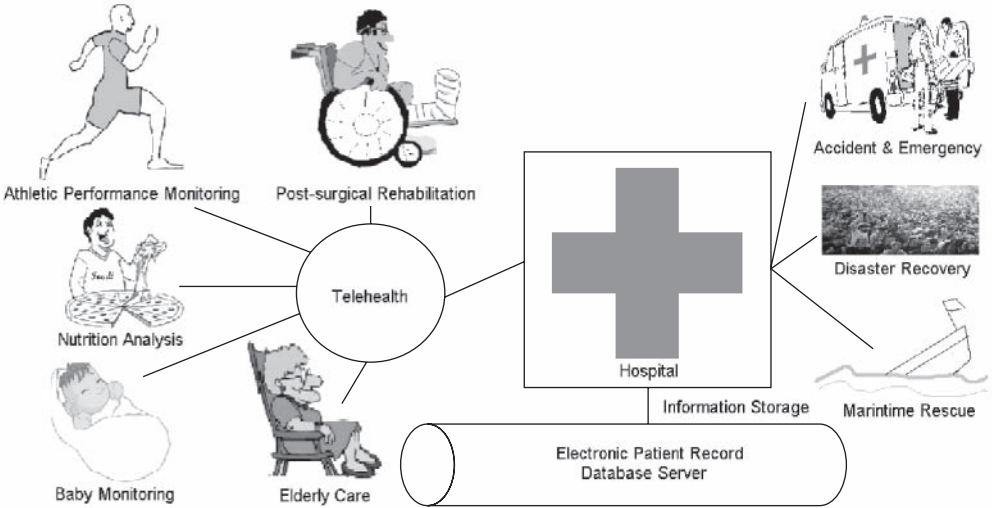 Athletic Performance Monitoring
Post-surgical Rehabilitation
Accident & Emergency
Telehealth
Disaster Recovery
Nutrition Analysis
Hospital
Information Storage
Marintime Rescue
Baby Monitoring
Elderly Care
Electronic Patient Record
Database Server